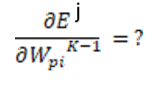 ∂E^j / ∂W_pi^K−1 = ?